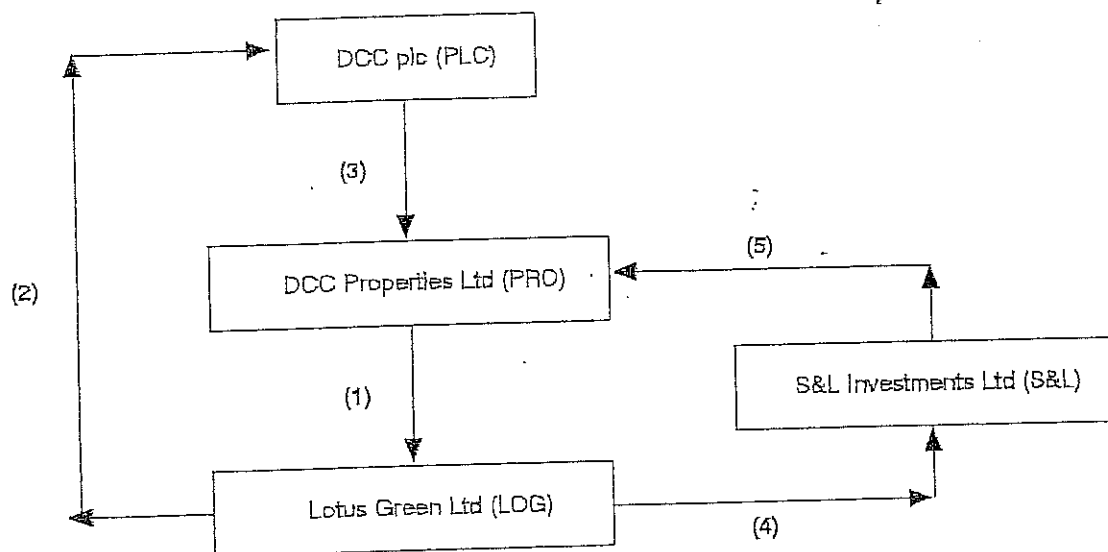 DCC plc (PLC)
(3)
(5)
DCC Properties Ltd (PRO)
(2)
S&L Investments Ltd (S&L)
(1)
Lotus Green Ltd (LOG)
(4)